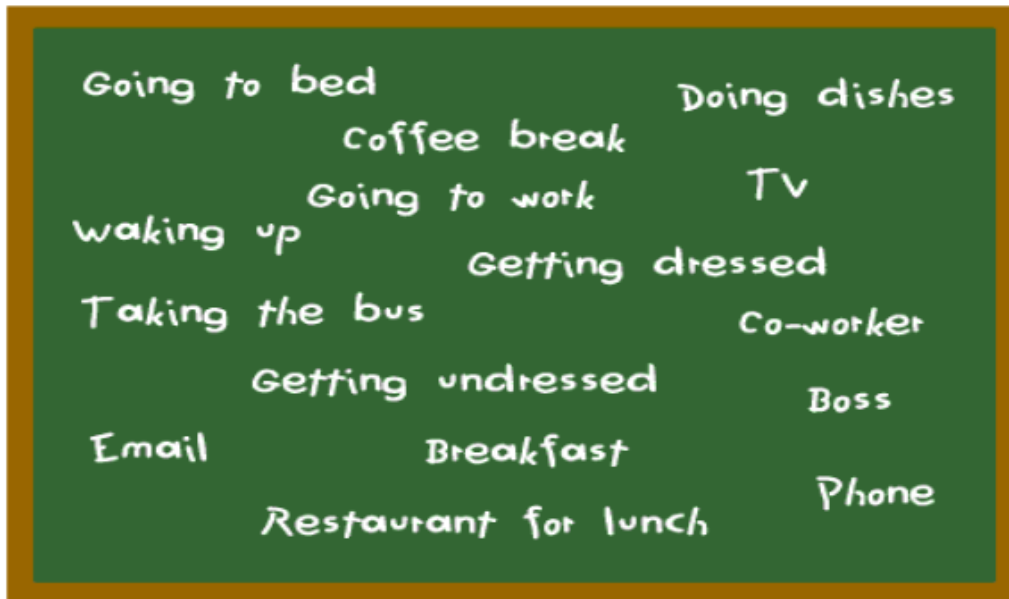 Going to bed
Doing dishes
Coffee break
Going to work
TV
Waking up
Getting dressed
Taking the bus
Co-worker
Getting undressed
Boss
Email
Breakfast
Phone
Restaurant for lunch